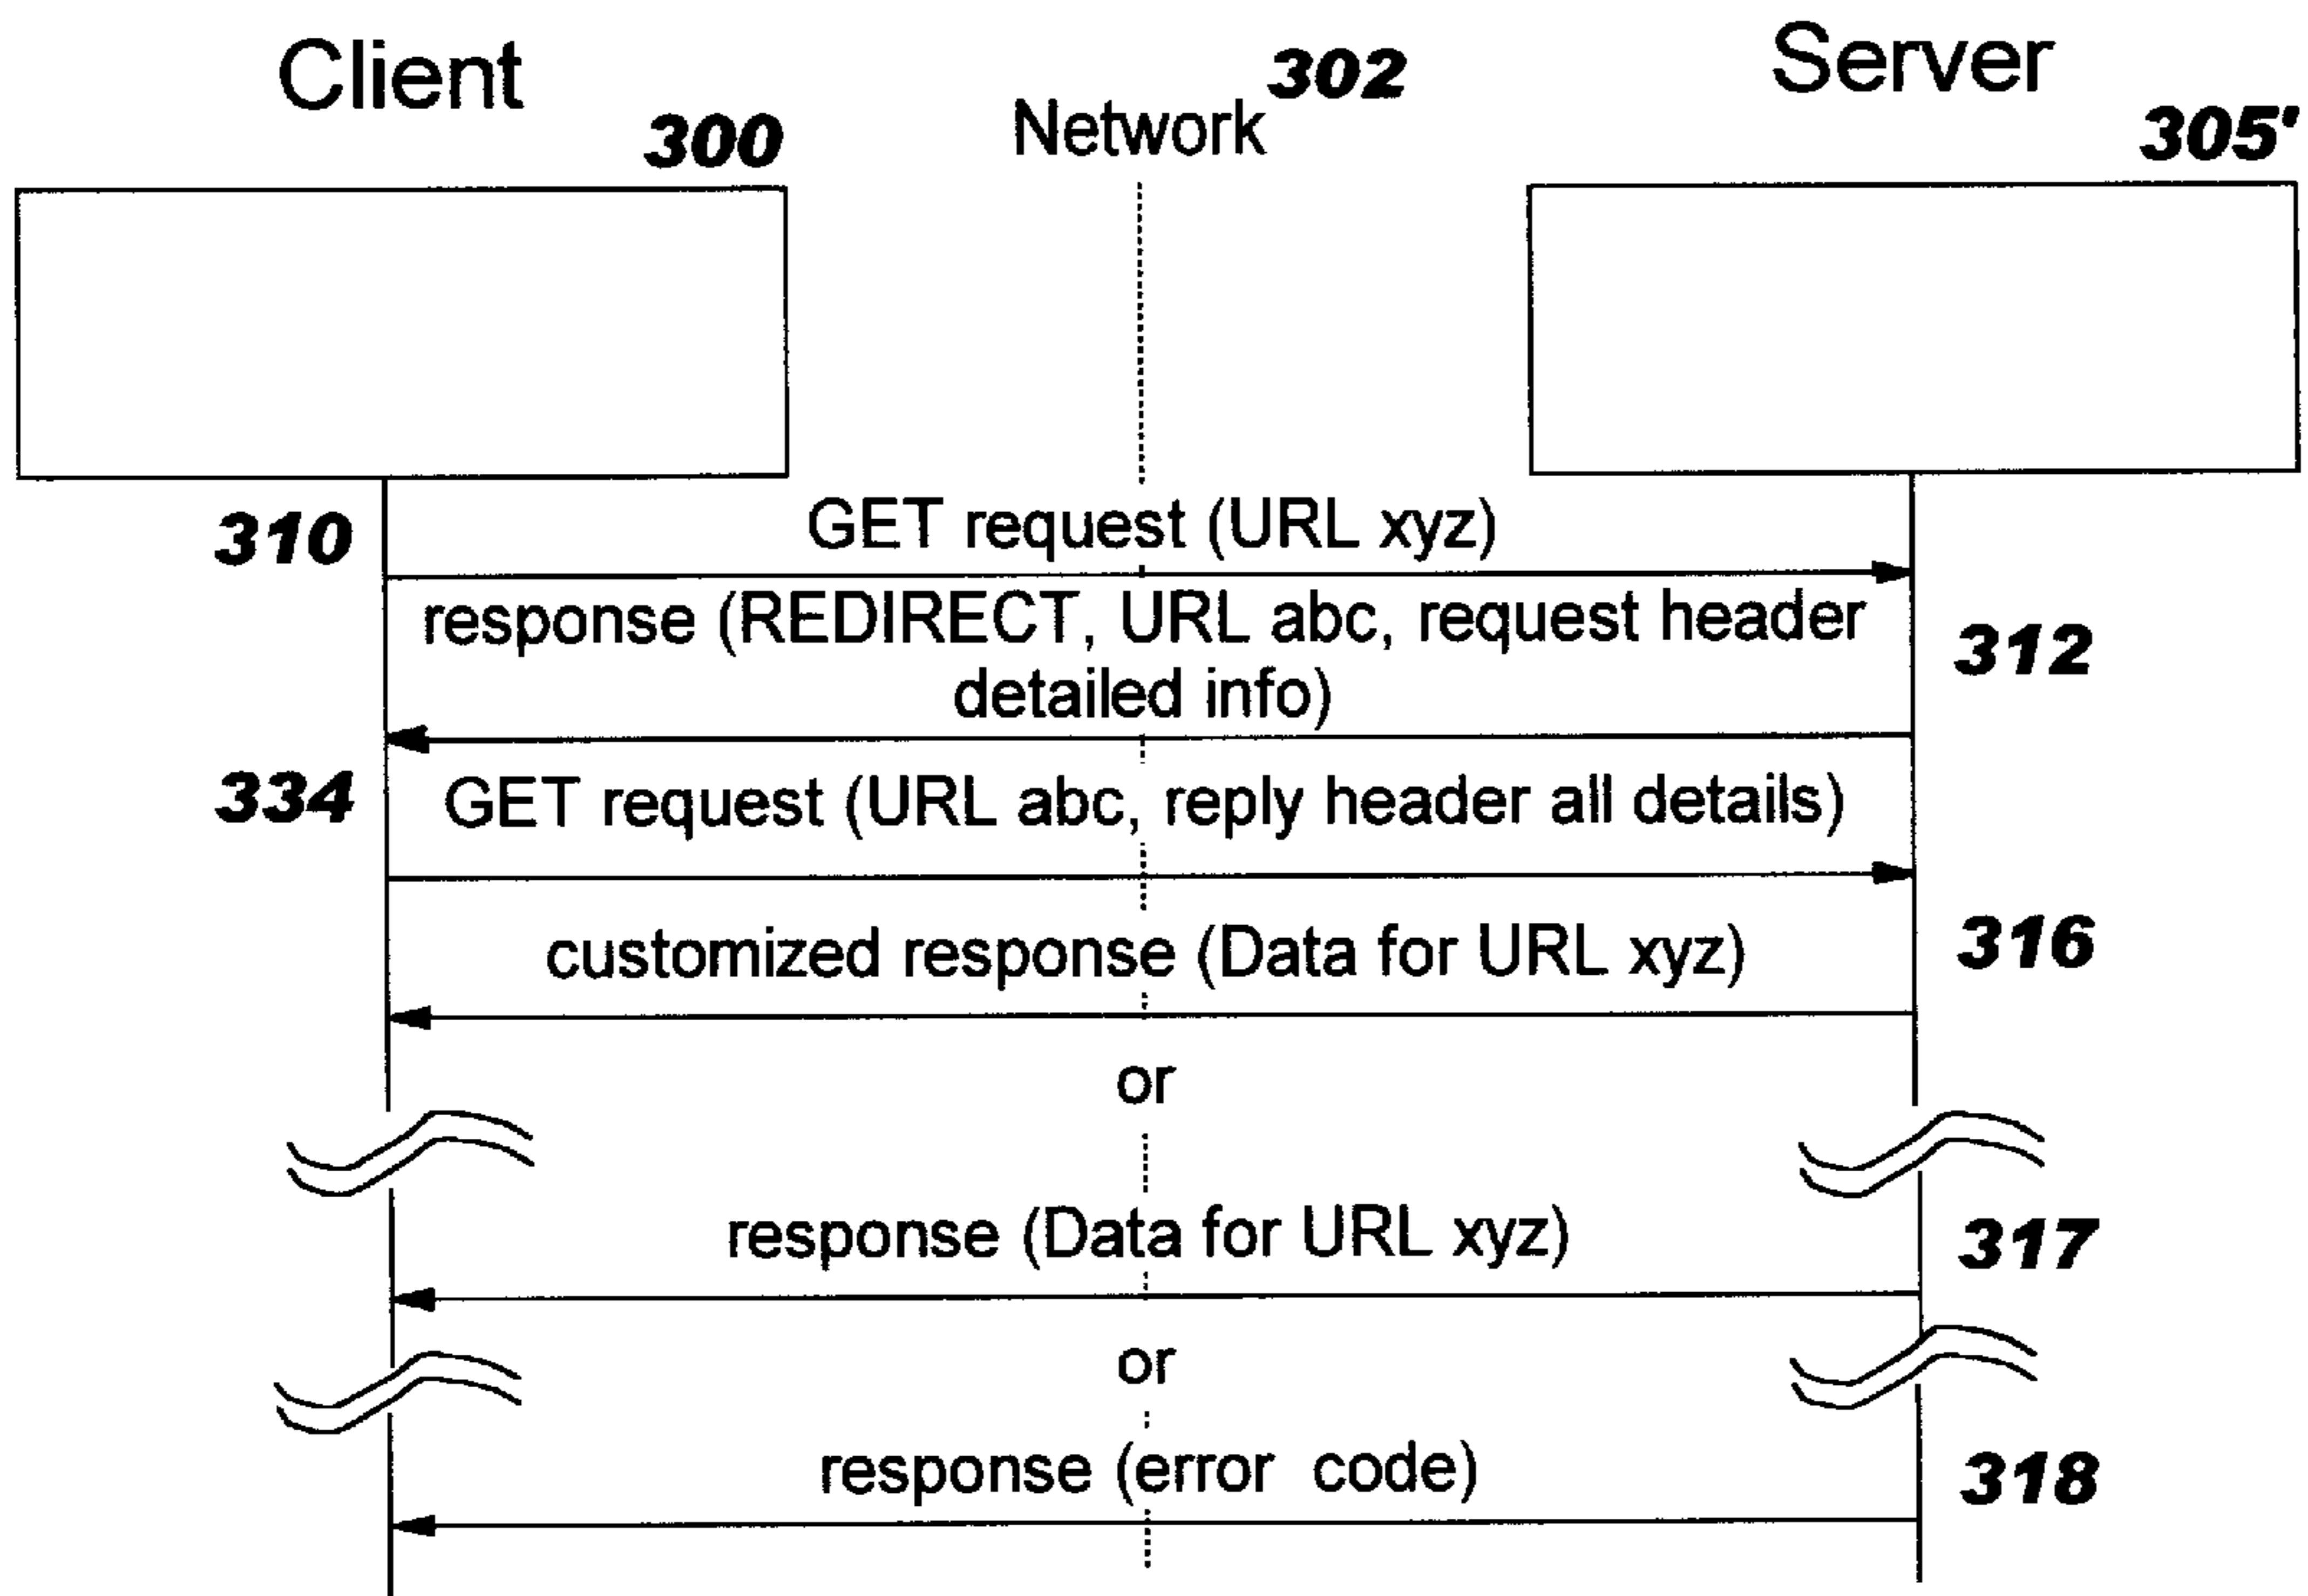 Client
300
Network
302
Server
305'
310
GET request (URL xyz)
response (REDIRECT, URL abc, request header
detailed info)
312
334
GET request (URL abc, reply header all details)
customized response (Data for URL xyz)
316
or
response (Data for URL xyz)
317
or
response (error code)
318